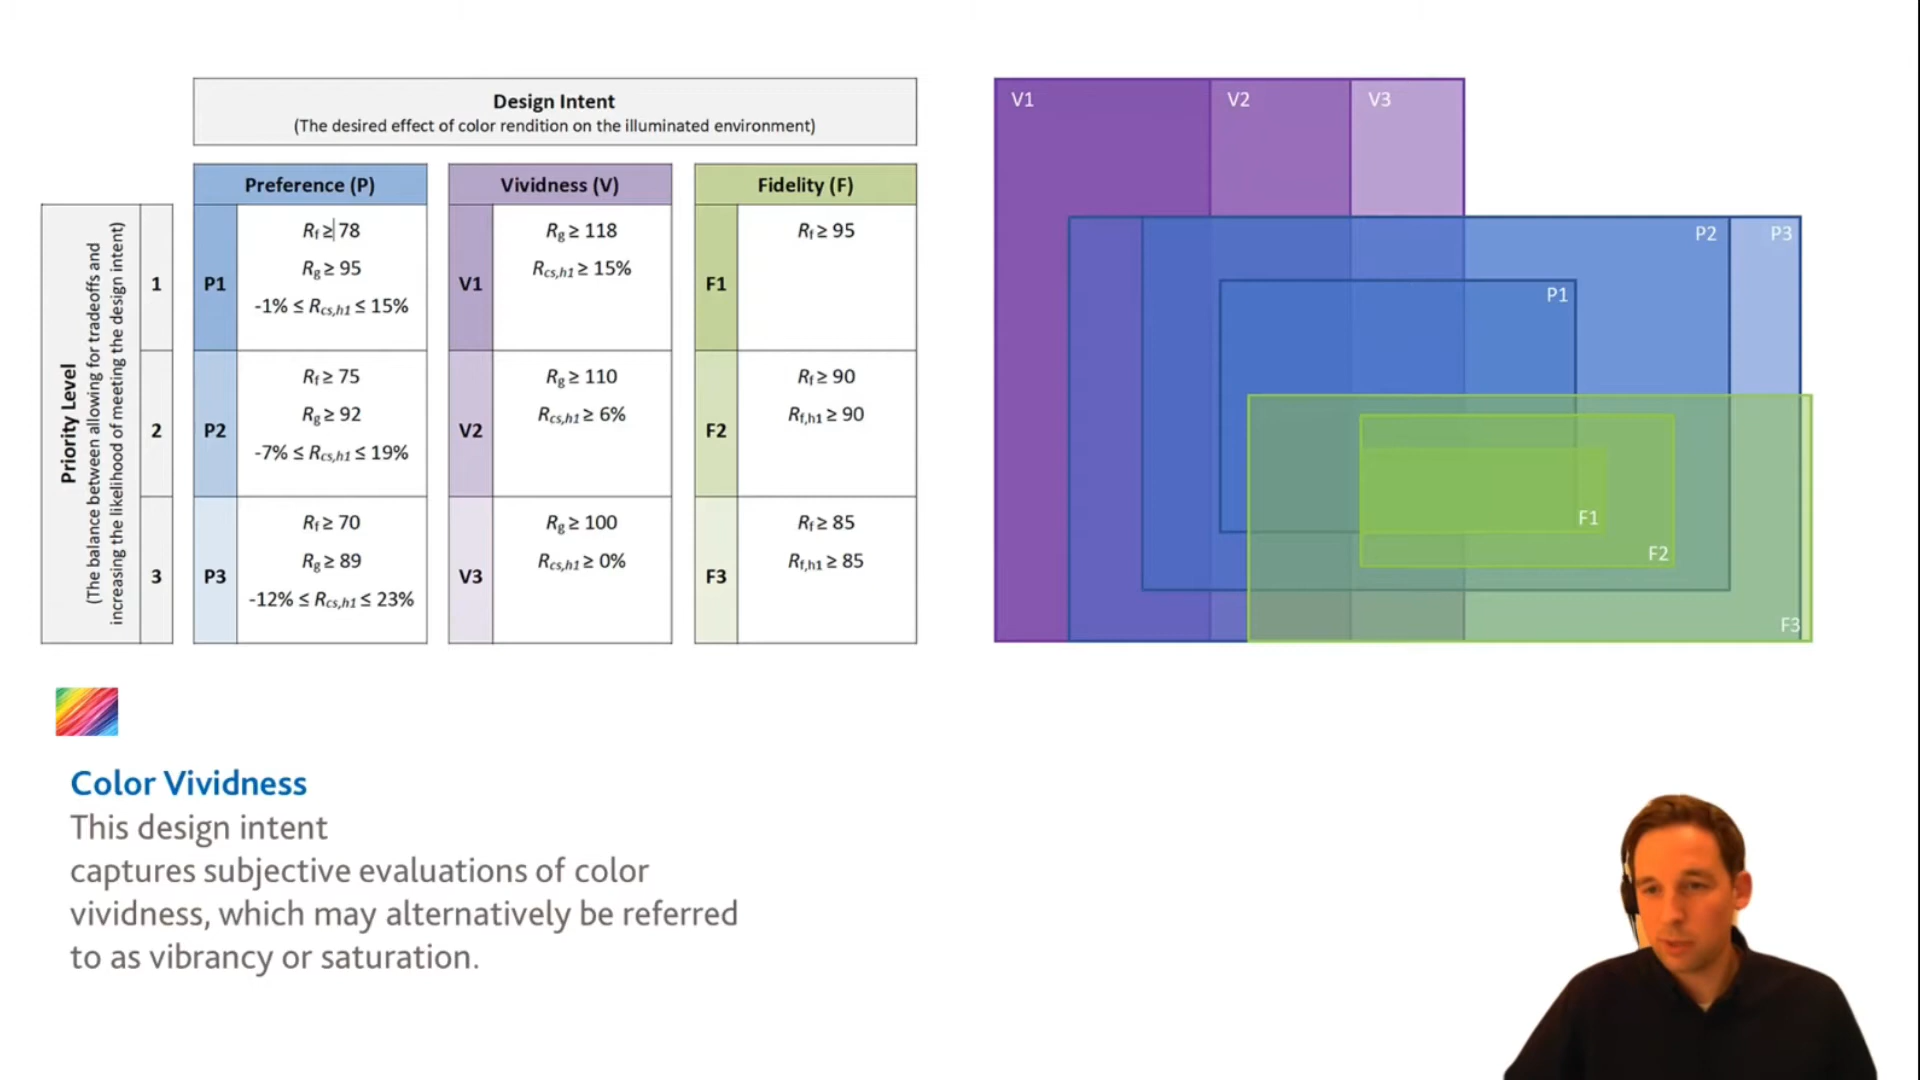 Design Intent
(The desired effect of color rendition on the illuminated environment)
Preference (P)
Vividness (V)
Fidelity (F)
Priority Level
(The balance between allowing for tradeoffs and
increasing the likelihood of meeting the design intent)
1
P1
Rf ≥ 78
Rg ≥ 95
-1% ≤ Rcs,h1 ≤ 15%
V1
Rg ≥ 118
Rcs,h1 ≥ 15%
F1
Rf ≥ 95
2
P2
Rf ≥ 75
Rg ≥ 92
-7% ≤ Rcs,h1 ≤ 19%
V2
Rg ≥ 110
Rcs,h1 ≥ 6%
F2
Rf ≥ 90
Rf,h1 ≥ 90
3
P3
Rf ≥ 70
Rg ≥ 89
-12% ≤ Rcs,h1 ≤ 23%
V3
Rg ≥ 100
Rcs,h1 ≥ 0%
F3
Rf ≥ 85
Rf,h1 ≥ 85
V1
V2
V3
P2
P3
P1
F1
F2
F3
Color Vividness
This design intent
captures subjective evaluations of color
vividness, which may alternatively be referred
to as vibrancy or saturation.